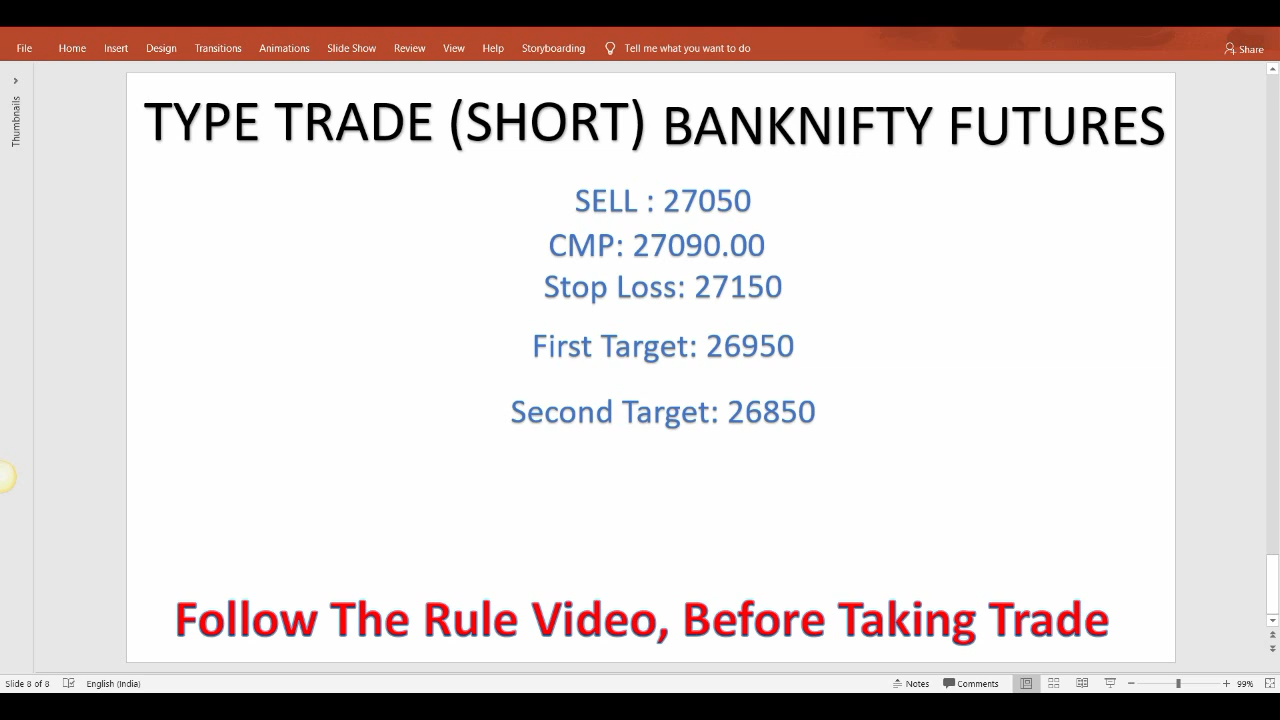 File Home Insert Design Transitions Animations Slide Show Review View Help Storyboarding Tell me what you want to do Share
Thumbnails
TYPE TRADE (SHORT) BANKNIFTY FUTURES
SELL : 27050
CMP: 27090.00
Stop Loss: 27150
First Target: 26950
Second Target: 26850
Follow The Rule Video, Before Taking Trade
Slide 8 of 8 English (India) Notes Comments 99%